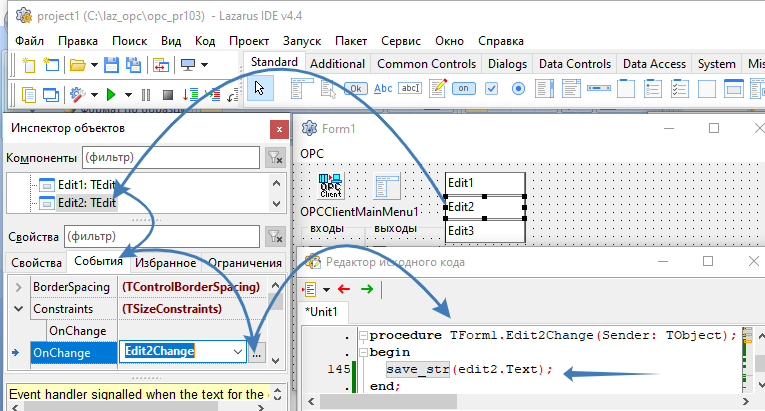 project1 (C:\laz_opc\opc_pr103) - Lazarus IDE v4.4
Файл Правка Поиск Вид Код Проект Запуск Пакет Сервис Окно Справка
Standard Additional Common Controls Dialogs Data Controls Data Access System Mis
Ok Abc abcI on
Инспектор объектов
Компоненты (фильтр)
Edit1: TEdit
Edit2: TEdit
Свойства (фильтр)
Свойства События Избранное Ограничения
BorderSpacing (TControlBorderSpacing)
Constraints (TSizeConstraints)
OnChange
OnChange Edit2Change ...
Event handler signalled when the text for the
Form1
OPC
OPC
Client
OPCClientMainMenu1
входы выходы
Edit1
Edit2
Edit3
Редактор исходного кода
*Unit1
. procedure TForm1.Edit2Change(Sender: TObject);
. begin
145 save_str(edit2.Text);
. end;